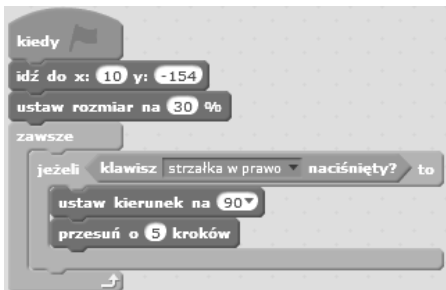 kiedy
idź do x: 10 y: -154
ustaw rozmiar na 30 %
zawsze
jeżeli klawisz strzałka w prawo naciśnięty? to
ustaw kierunek na 90
przesuń o 5 kroków